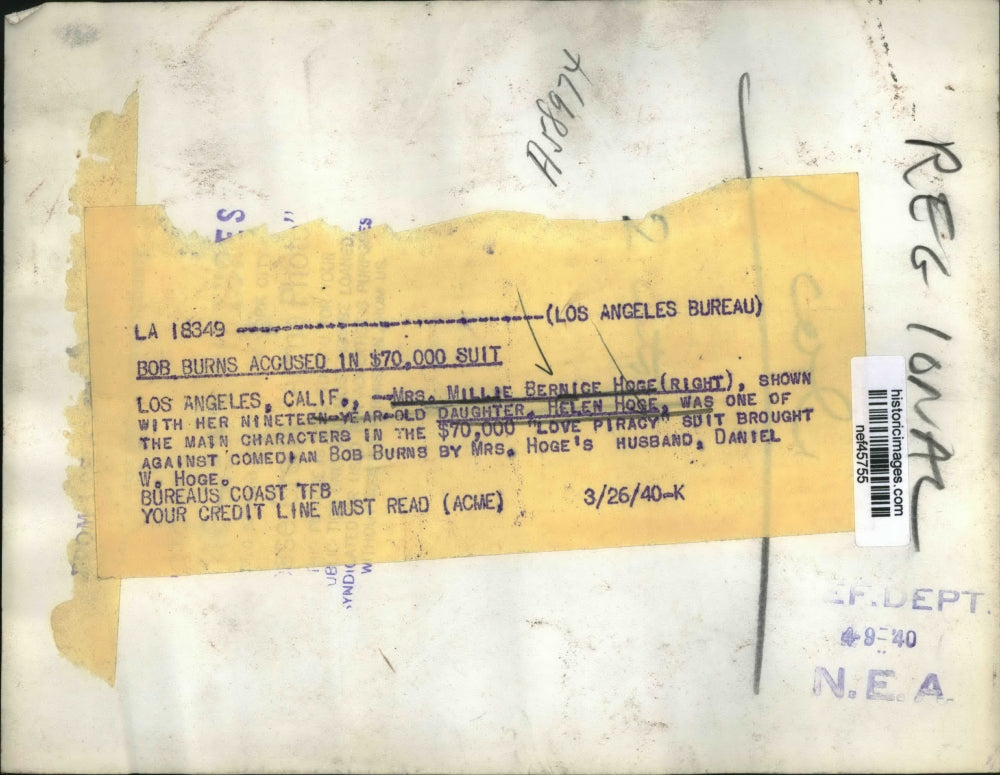 A58974
REGIONAL
LA 18349 ------------------------------(LOS ANGELES BUREAU)
BOB BURNS ACCUSED IN $70,000 SUIT
LOS ANGELES, CALIF., --MRS. MILLIE BERNICE HOGE(RIGHT), SHOWN
WITH HER NINETEEN-YEAR-OLD DAUGHTER, HELEN HOGE, WAS ONE OF
THE MAIN CHARACTERS IN THE $70,000 "LOVE PIRACY" SUIT BROUGHT
AGAINST COMEDIAN BOB BURNS BY MRS. HOGE'S HUSBAND, DANIEL
W. HOGE.
BUREAUS COAST TFB
YOUR CREDIT LINE MUST READ (ACME) 3/26/40-K
historicimages.com
nef45755
EF. DEPT.
4-9-40
N.E.A.